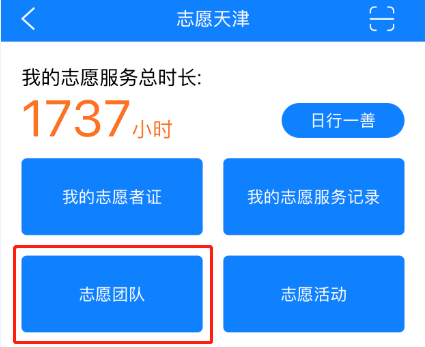 志愿天津
我的志愿服务总时长:
1737小时
日行一善
我的志愿者证
我的志愿服务记录
志愿团队
志愿活动